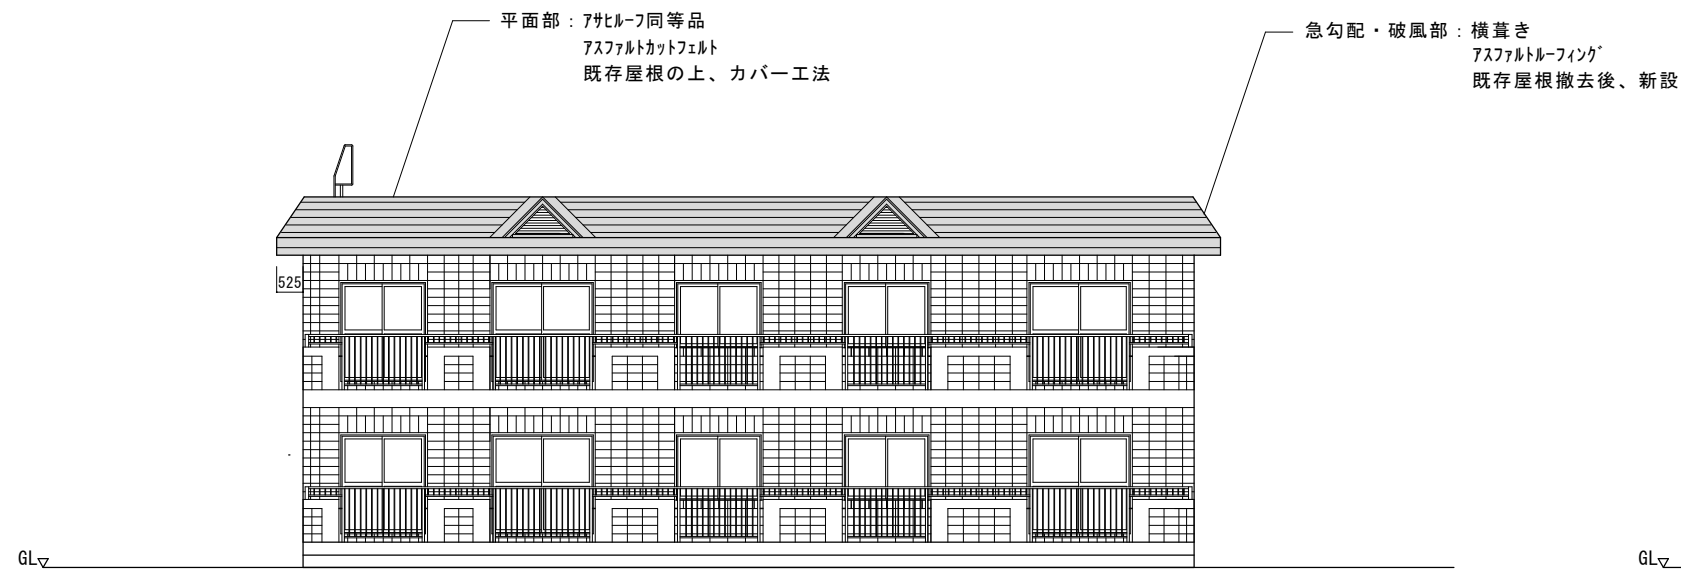 平面部：ｱｻﾋﾙｰﾌ同等品
ｱｽﾌｧﾙﾄｶｯﾄﾌｪﾙﾄ
既存屋根の上、カバー工法
急勾配・破風部：横葺き
ｱｽﾌｧﾙﾄﾙｰﾌｨﾝｸﾞ
既存屋根撤去後、新設
525
GL
GL